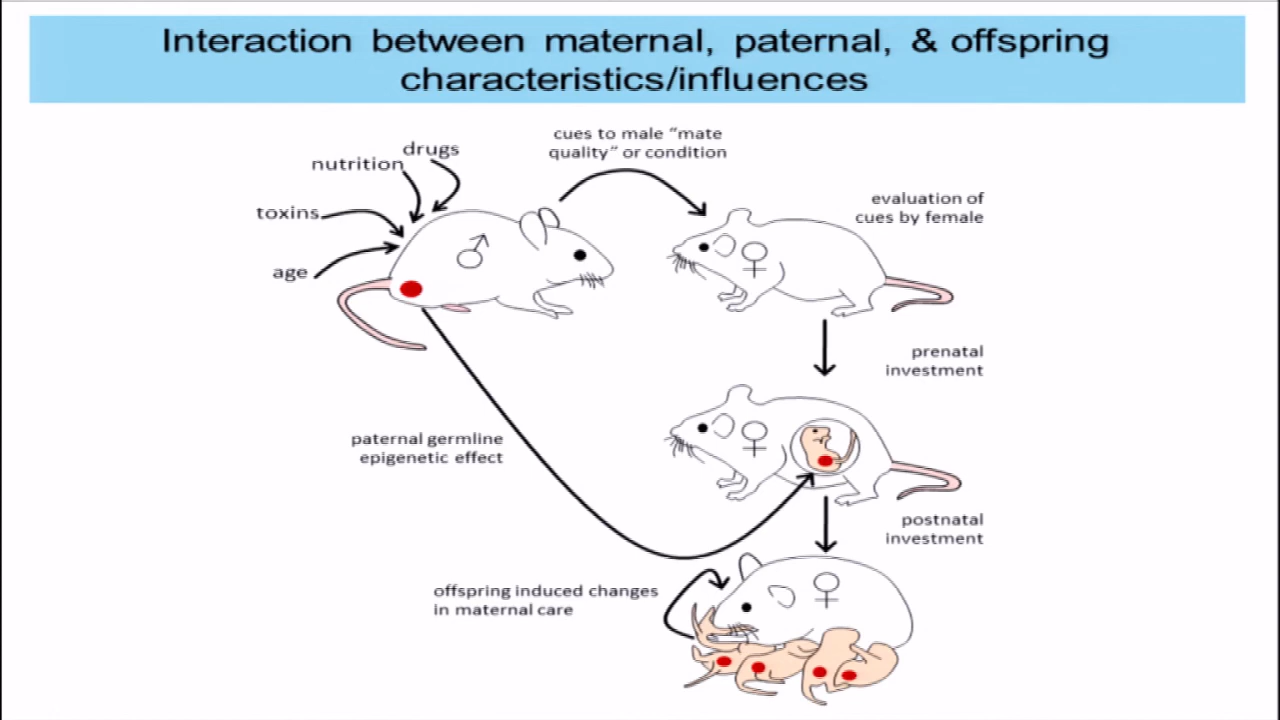 Interaction between maternal, paternal, & offspring
characteristics/influences
cues to male “mate
quality” or condition
drugs
nutrition
toxins
age
evaluation of
cues by female
prenatal
investment
paternal germline
epigenetic effect
postnatal
investment
offspring induced changes
in maternal care